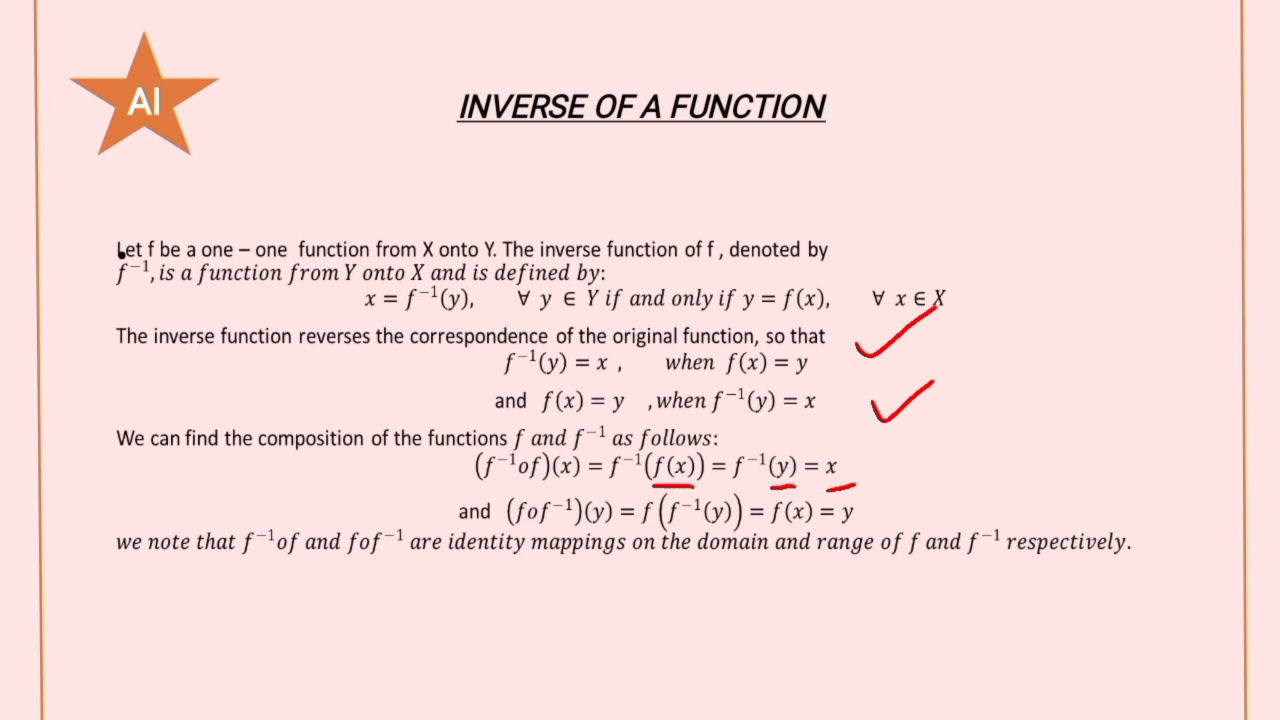 AI
INVERSE OF A FUNCTION
Let f be a one – one function from X onto Y. The inverse function of f , denoted by
f⁻¹, is a function from Y onto X and is defined by:
x = f⁻¹(y), ∀ y ∈ Y if and only if y = f(x), ∀ x ∈ X
The inverse function reverses the correspondence of the original function, so that
f⁻¹(y) = x , when f(x) = y
and f(x) = y , when f⁻¹(y) = x
We can find the composition of the functions f and f⁻¹ as follows:
(f⁻¹of)(x) = f⁻¹(f(x)) = f⁻¹(y) = x
and (fof⁻¹)(y) = f(f⁻¹(y)) = f(x) = y
we note that f⁻¹of and fof⁻¹ are identity mappings on the domain and range of f and f⁻¹ respectively.